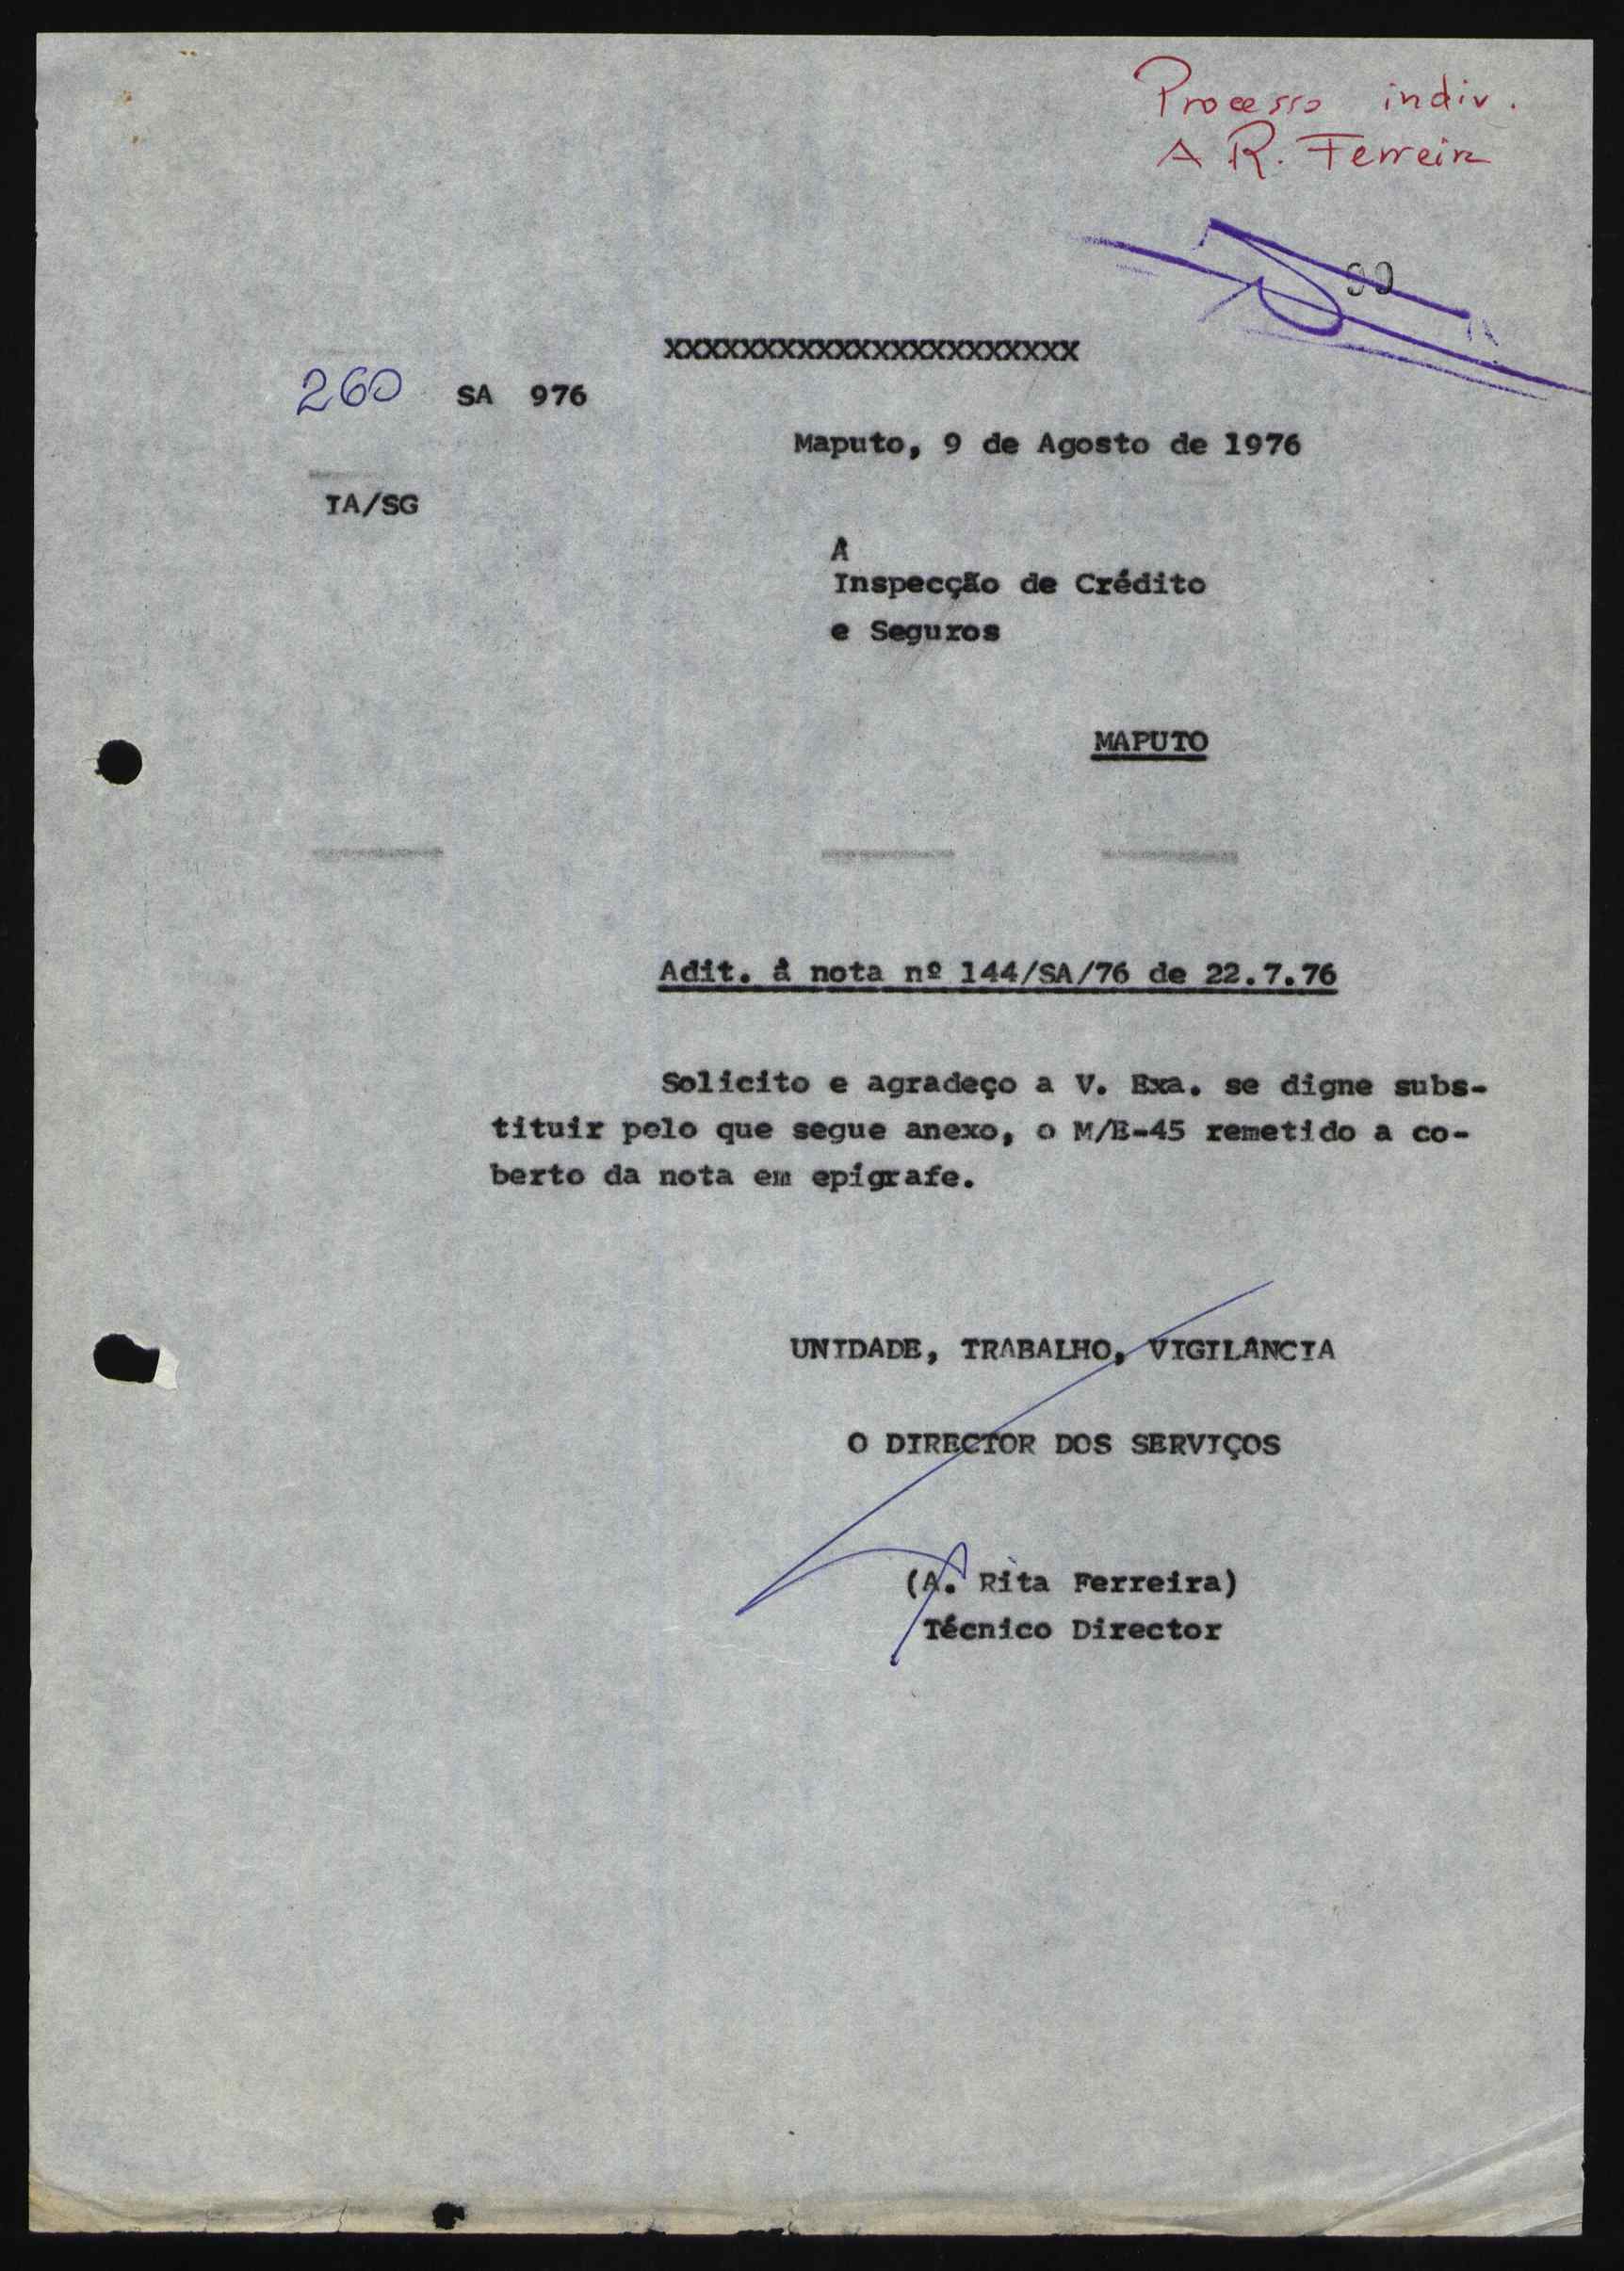 Processo indiv.
A R. Ferreira
90
XXXXXXXXXXXXXXXXXXXXXX
260 SA 976
Maputo, 9 de Agosto de 1976
IA/SG
À
Inspecção de Crédito
e Seguros
MAPUTO
Adit. à nota nº 144/SA/76 de 22.7.76
Solicito e agradeço a V. Exa. se digne subs-
tituir pelo que segue anexo, o M/E-45 remetido a co-
berto da nota em epígrafe.
UNIDADE, TRABALHO, VIGILÂNCIA
O DIRECTOR DOS SERVIÇOS
(A. Rita Ferreira)
Técnico Director